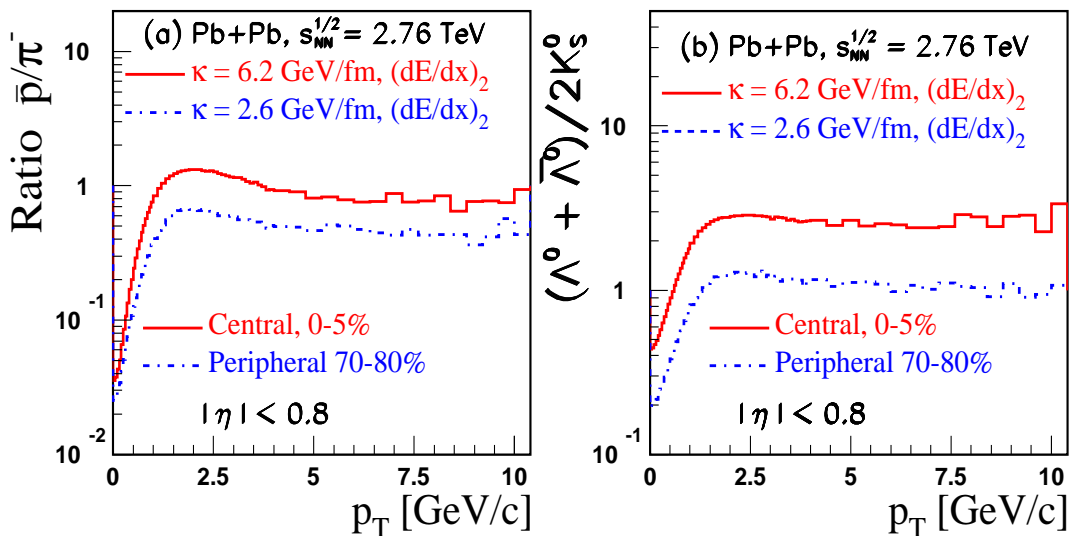 Ratio p̄/π⁻
(a) Pb+Pb, s_NN^{1/2} = 2.76 TeV
κ = 6.2 GeV/fm, (dE/dx)₂
κ = 2.6 GeV/fm, (dE/dx)₂
Central, 0-5%
Peripheral 70-80%
| η | < 0.8
10
1
10⁻¹
10⁻²
0 2.5 5 7.5 10
p_T [GeV/c]
(Λ⁰ + Λ̄⁰)/2K_s⁰
(b) Pb+Pb, s_NN^{1/2} = 2.76 TeV
κ = 6.2 GeV/fm, (dE/dx)₂
κ = 2.6 GeV/fm, (dE/dx)₂
Central, 0-5%
Peripheral 70-80%
| η | < 0.8
10
1
10⁻¹
0 2.5 5 7.5 10
p_T [GeV/c]